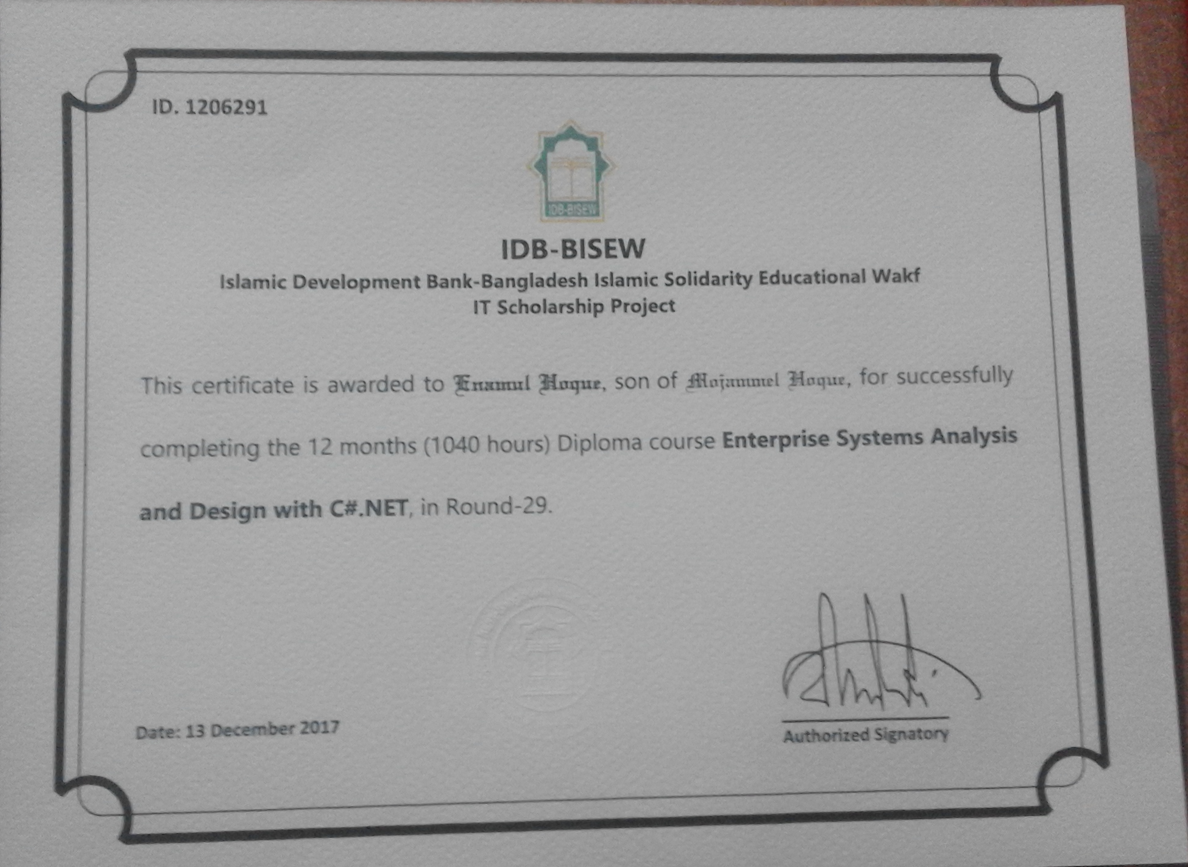 ID. 1206291
IDB-BISEW
IDB-BISEW
Islamic Development Bank-Bangladesh Islamic Solidarity Educational Wakf
IT Scholarship Project
This certificate is awarded to Enamul Hoque, son of Mojammel Hoque, for successfully
completing the 12 months (1040 hours) Diploma course Enterprise Systems Analysis
and Design with C#.NET, in Round-29.
Date: 13 December 2017
Authorized Signatory